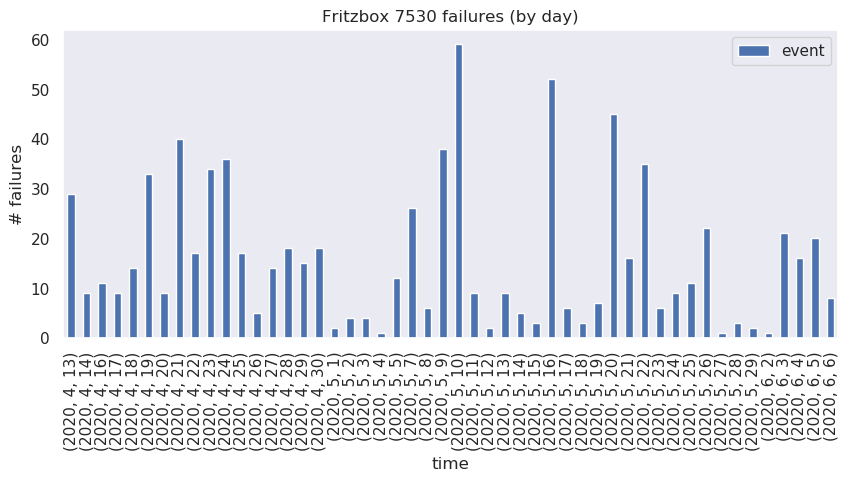 Fritzbox 7530 failures (by day)
event
# failures
60
50
40
30
20
10
0
(2020, 4, 13)
(2020, 4, 14)
(2020, 4, 16)
(2020, 4, 17)
(2020, 4, 18)
(2020, 4, 19)
(2020, 4, 20)
(2020, 4, 21)
(2020, 4, 22)
(2020, 4, 23)
(2020, 4, 24)
(2020, 4, 25)
(2020, 4, 26)
(2020, 4, 27)
(2020, 4, 28)
(2020, 4, 29)
(2020, 4, 30)
(2020, 5, 1)
(2020, 5, 2)
(2020, 5, 3)
(2020, 5, 4)
(2020, 5, 5)
(2020, 5, 7)
(2020, 5, 8)
(2020, 5, 9)
(2020, 5, 10)
(2020, 5, 11)
(2020, 5, 12)
(2020, 5, 13)
(2020, 5, 14)
(2020, 5, 15)
(2020, 5, 16)
(2020, 5, 17)
(2020, 5, 18)
(2020, 5, 19)
(2020, 5, 20)
(2020, 5, 21)
(2020, 5, 22)
(2020, 5, 23)
(2020, 5, 24)
(2020, 5, 25)
(2020, 5, 26)
(2020, 5, 27)
(2020, 5, 28)
(2020, 5, 29)
(2020, 6, 2)
(2020, 6, 3)
(2020, 6, 4)
(2020, 6, 5)
(2020, 6, 6)
time